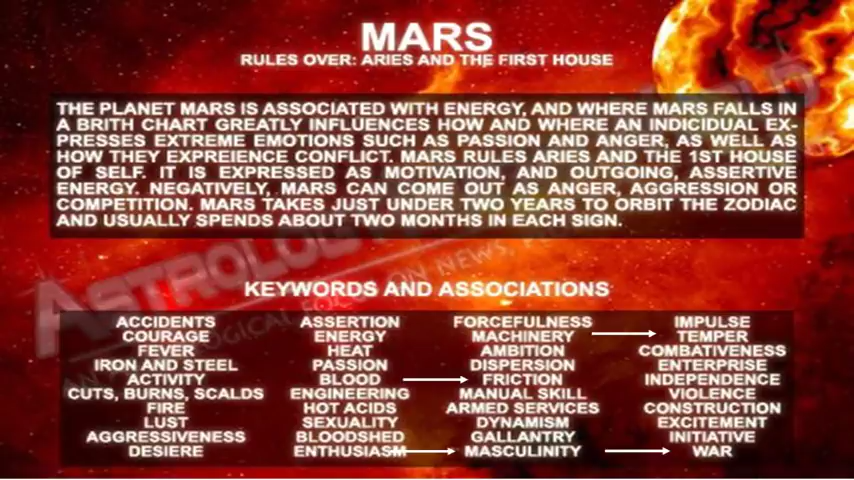 MARS
RULES OVER: ARIES AND THE FIRST HOUSE
THE PLANET MARS IS ASSOCIATED WITH ENERGY, AND WHERE MARS FALLS IN
A BRITH CHART GREATLY INFLUENCES HOW AND WHERE AN INDICIDUAL EX-
PRESSES EXTREME EMOTIONS SUCH AS PASSION AND ANGER, AS WELL AS
HOW THEY EXPREIENCE CONFLICT. MARS RULES ARIES AND THE 1ST HOUSE
OF SELF. IT IS EXPRESSED AS MOTIVATION, AND OUTGOING, ASSERTIVE
ENERGY. NEGATIVELY, MARS CAN COME OUT AS ANGER, AGGRESSION OR
COMPETITION. MARS TAKES JUST UNDER TWO YEARS TO ORBIT THE ZODIAC
AND USUALLY SPENDS ABOUT TWO MONTHS IN EACH SIGN.
KEYWORDS AND ASSOCIATIONS
ACCIDENTS ASSERTION FORCEFULNESS IMPULSE
COURAGE ENERGY MACHINERY TEMPER
FEVER HEAT AMBITION COMBATIVENESS
IRON AND STEEL PASSION DISPERSION ENTERPRISE
ACTIVITY BLOOD FRICTION INDEPENDENCE
CUTS, BURNS, SCALDS ENGINEERING MANUAL SKILL VIOLENCE
FIRE HOT ACIDS ARMED SERVICES CONSTRUCTION
LUST SEXUALITY DYNAMISM EXCITEMENT
AGGRESSIVENESS BLOODSHED GALLANTRY INITIATIVE
DESIERE ENTHUSIASM MASCULINITY WAR